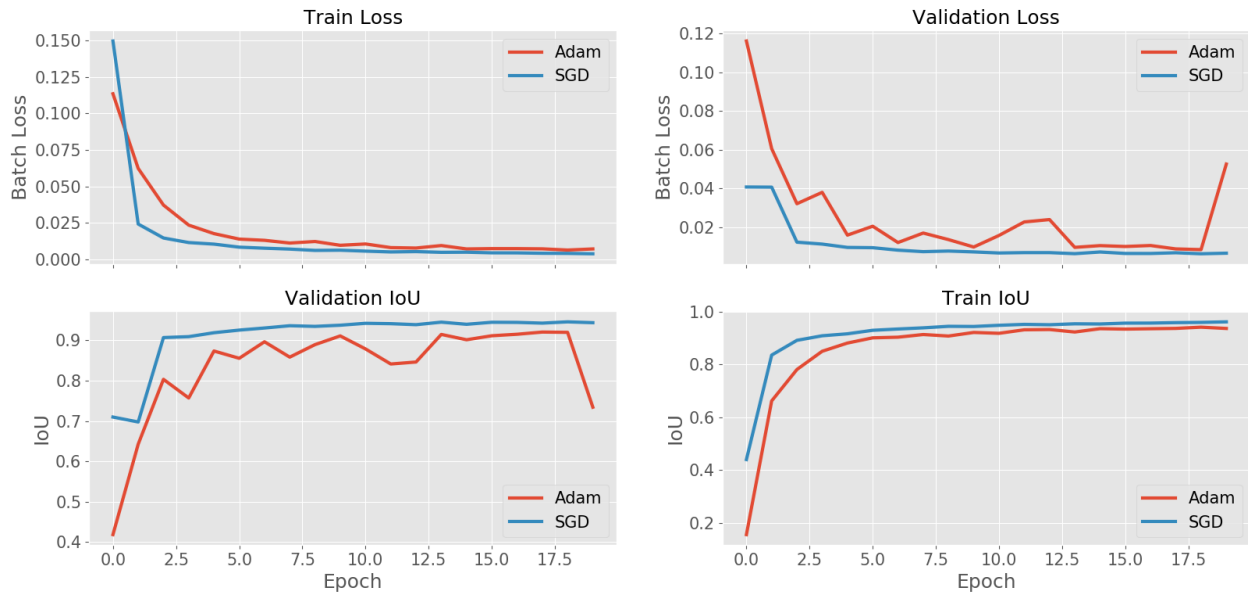 Train Loss
0.150
0.125
0.100
0.075
0.050
0.025
0.000
Batch Loss
Adam
SGD
Validation Loss
0.12
0.10
0.08
0.06
0.04
0.02
Batch Loss
Adam
SGD
Validation IoU
0.9
0.8
0.7
0.6
0.5
0.4
IoU
Adam
SGD
0.0 2.5 5.0 7.5 10.0 12.5 15.0 17.5
Epoch
Train IoU
1.0
0.8
0.6
0.4
0.2
IoU
Adam
SGD
0.0 2.5 5.0 7.5 10.0 12.5 15.0 17.5
Epoch